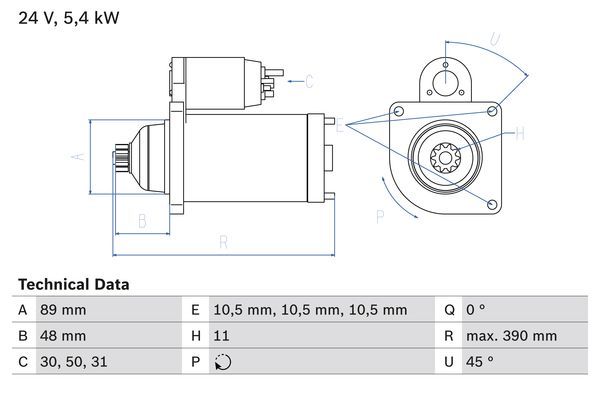 24 V, 5,4 kW
U
C
A
E
H
B
P
R
Technical Data
A 89 mm E 10,5 mm, 10,5 mm, 10,5 mm Q 0 °
B 48 mm H 11 R max. 390 mm
C 30, 50, 31 P U 45 °